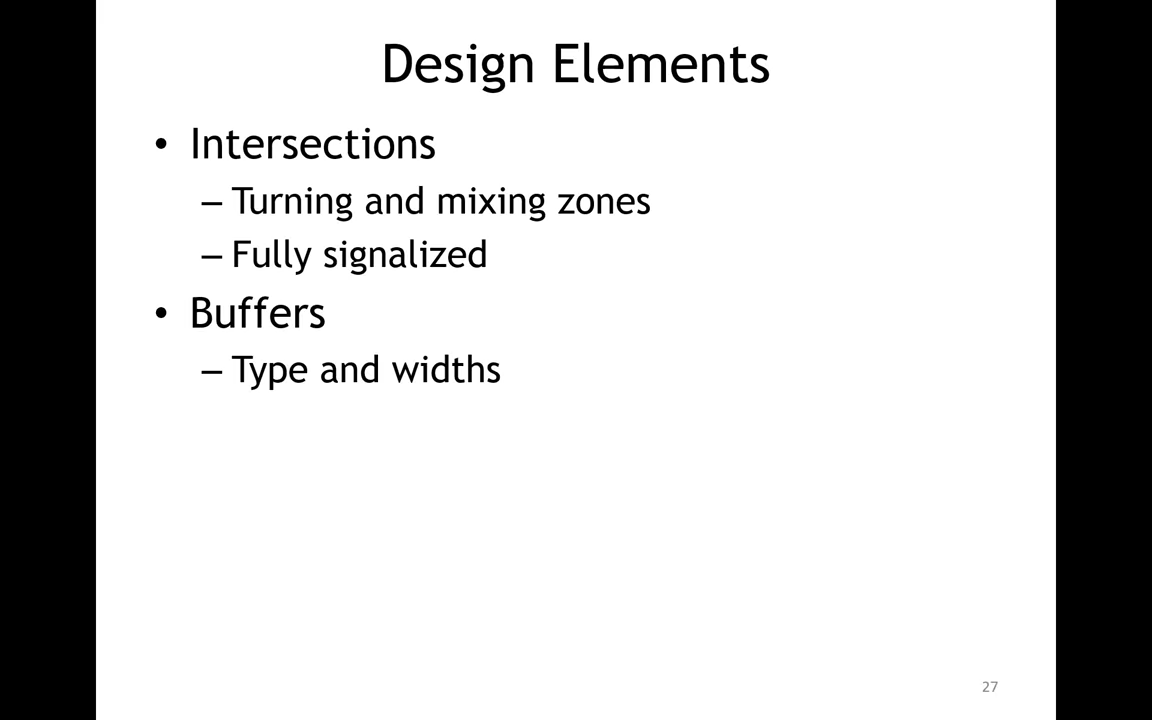 Design Elements
• Intersections
– Turning and mixing zones
– Fully signalized
• Buffers
– Type and widths
27